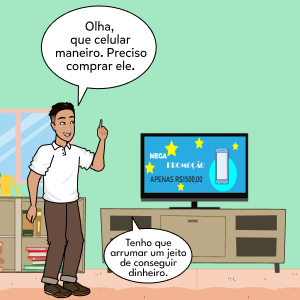 Olha,
que celular
maneiro. Preciso
comprar ele.
MEGA
PROMOÇÃO
APENAS RS1500,00
Tenho que
arrumar um jeito
de conseguir
dinheiro.